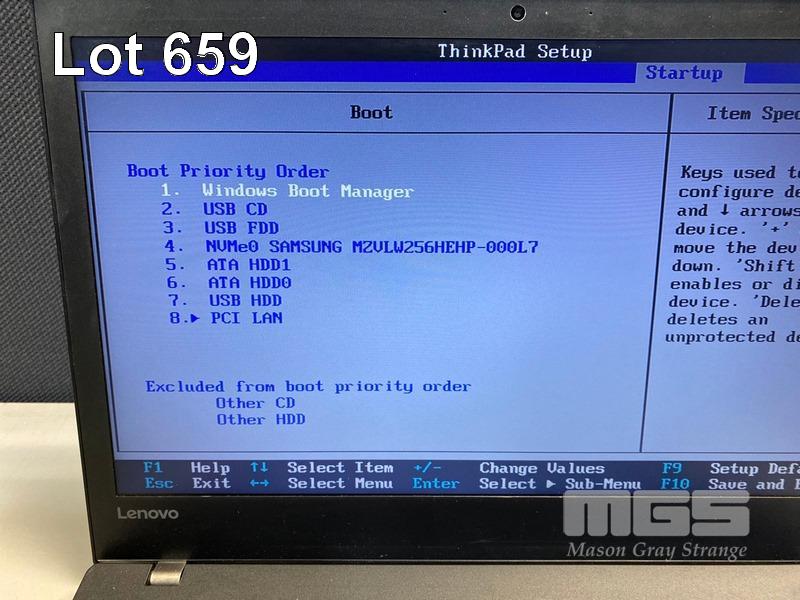 Lot 659
ThinkPad Setup
Startup
Boot
Boot Priority Order
1. Windows Boot Manager
2. USB CD
3. USB FDD
4. NVMe0 SAMSUNG MZVLW256HEHP-000L7
5. ATA HDD1
6. ATA HDD0
7. USB HDD
8.▶ PCI LAN
Excluded from boot priority order
Other CD
Other HDD
Item Spec
Keys used to
configure de
and ↓ arrows
device. '+'
move the dev
down. 'Shift
enables or di
device. 'Dele
deletes an
unprotected de
F1 Help ↑↓ Select Item +/- Change Values F9 Setup Defa
Esc Exit ←→ Select Menu Enter Select ▶ Sub-Menu F10 Save and E
Lenovo
MGS
Mason Gray Strange